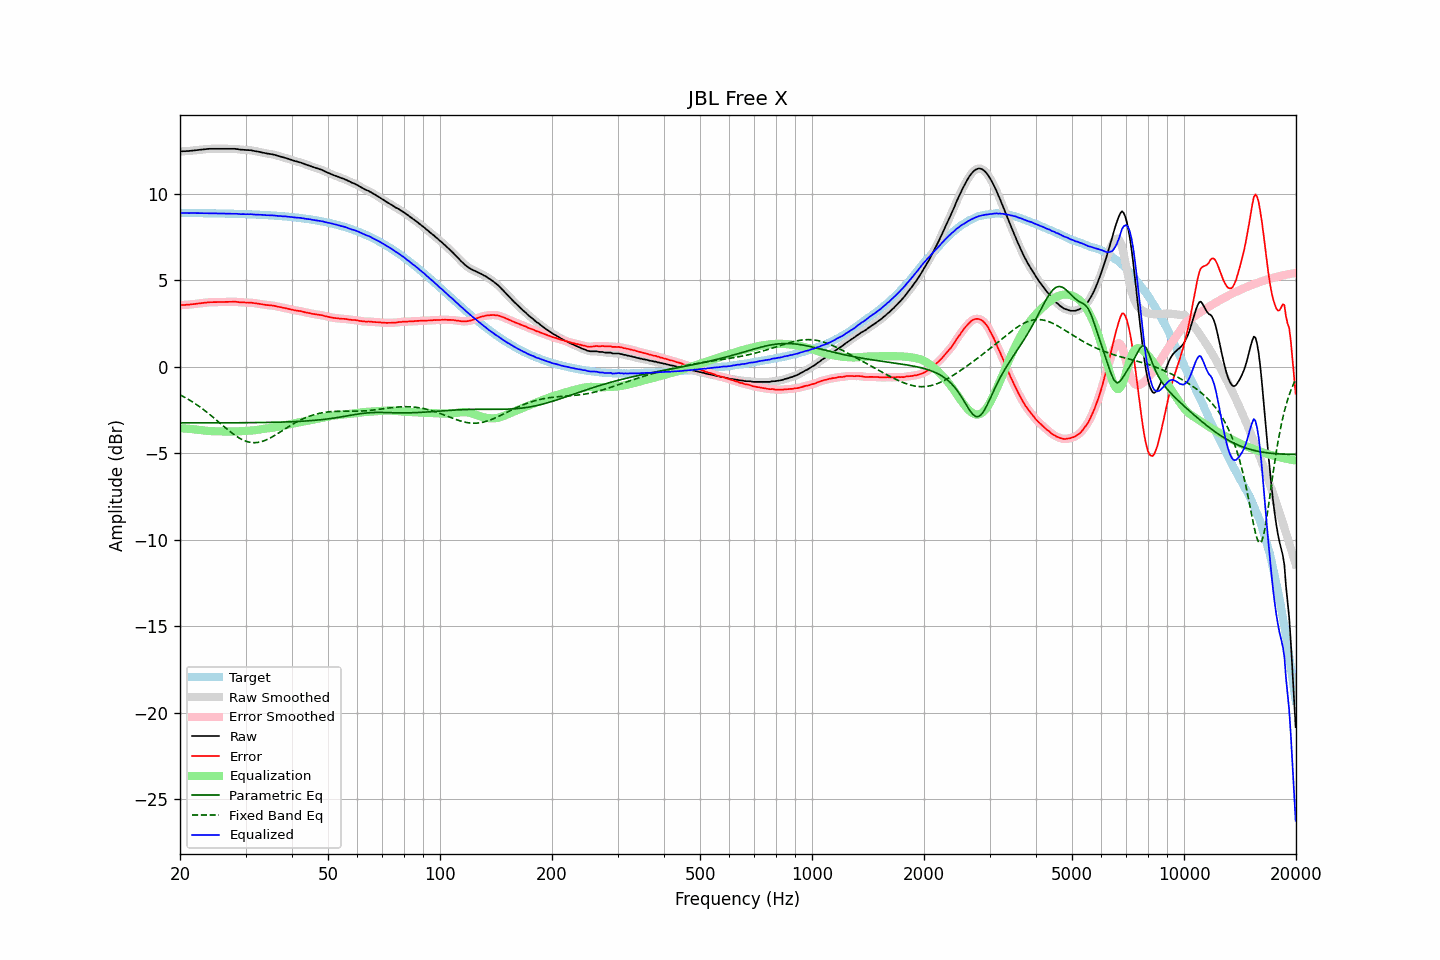 JBL Free X
10
5
0
−5
−10
−15
−20
−25
Amplitude (dBr)
Target
Raw Smoothed
Error Smoothed
Raw
Error
Equalization
Parametric Eq
Fixed Band Eq
Equalized
20 50 100 200 500 1000 2000 5000 10000 20000
Frequency (Hz)